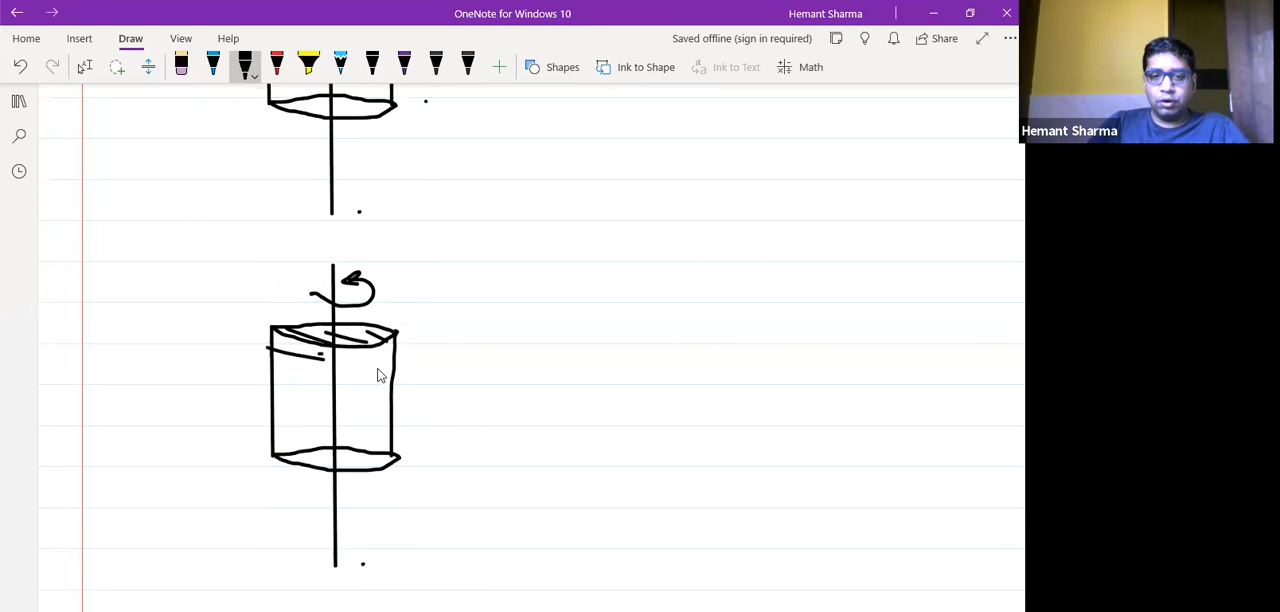 OneNote for Windows 10
Hemant Sharma
Home Insert Draw View Help
Saved offline (sign in required)
Share
Shapes
Ink to Shape
Ink to Text
Math
Hemant Sharma